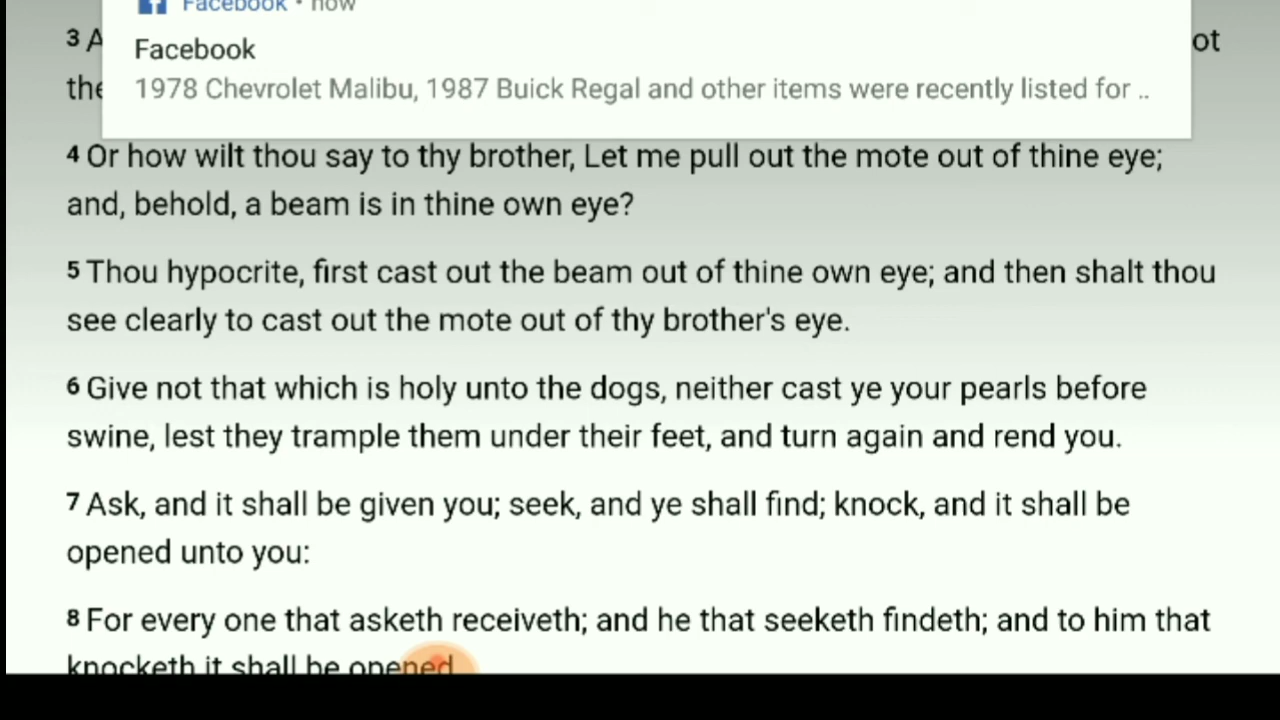 Facebook • now
3 A
ot
Facebook
the
1978 Chevrolet Malibu, 1987 Buick Regal and other items were recently listed for ..
4 Or how wilt thou say to thy brother, Let me pull out the mote out of thine eye;
and, behold, a beam is in thine own eye?
5 Thou hypocrite, first cast out the beam out of thine own eye; and then shalt thou
see clearly to cast out the mote out of thy brother's eye.
6 Give not that which is holy unto the dogs, neither cast ye your pearls before
swine, lest they trample them under their feet, and turn again and rend you.
7 Ask, and it shall be given you; seek, and ye shall find; knock, and it shall be
opened unto you:
8 For every one that asketh receiveth; and he that seeketh findeth; and to him that
knocketh it shall be opened